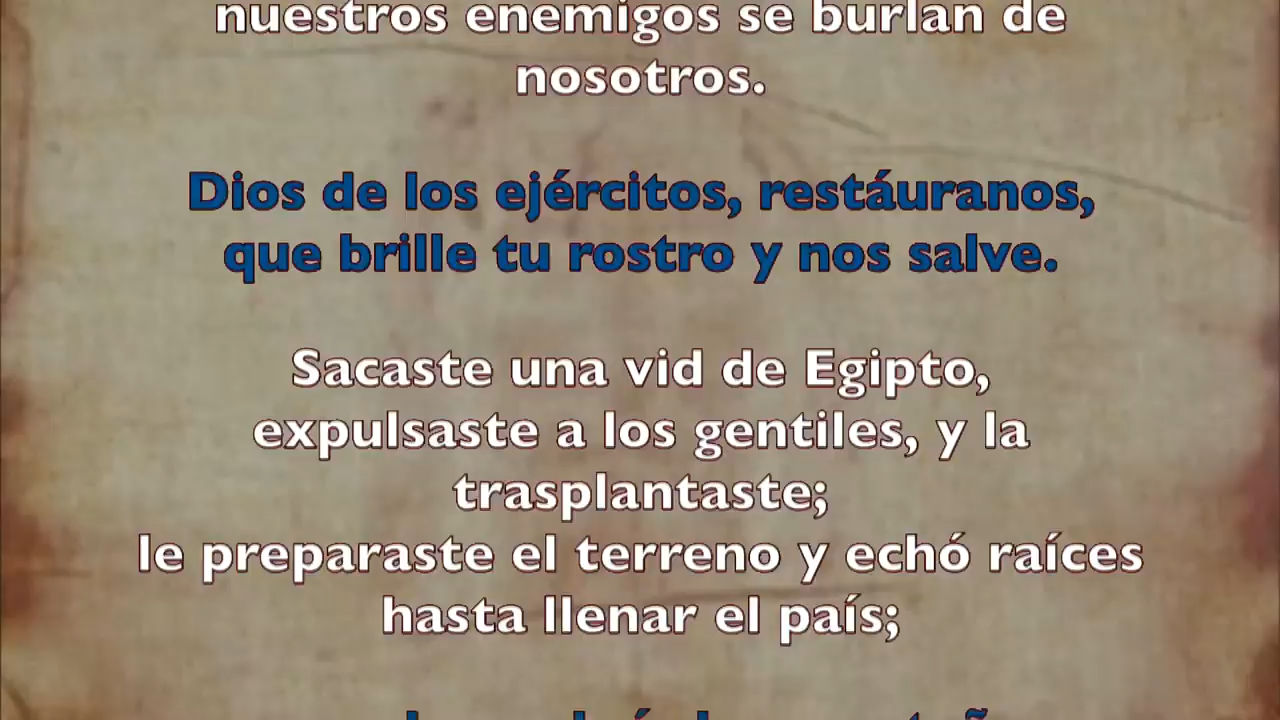 nuestros enemigos se burlan de
nosotros.
Dios de los ejércitos, restáuranos,
que brille tu rostro y nos salve.
Sacaste una vid de Egipto,
expulsaste a los gentiles, y la
trasplantaste;
le preparaste el terreno y echó raíces
hasta llenar el país;